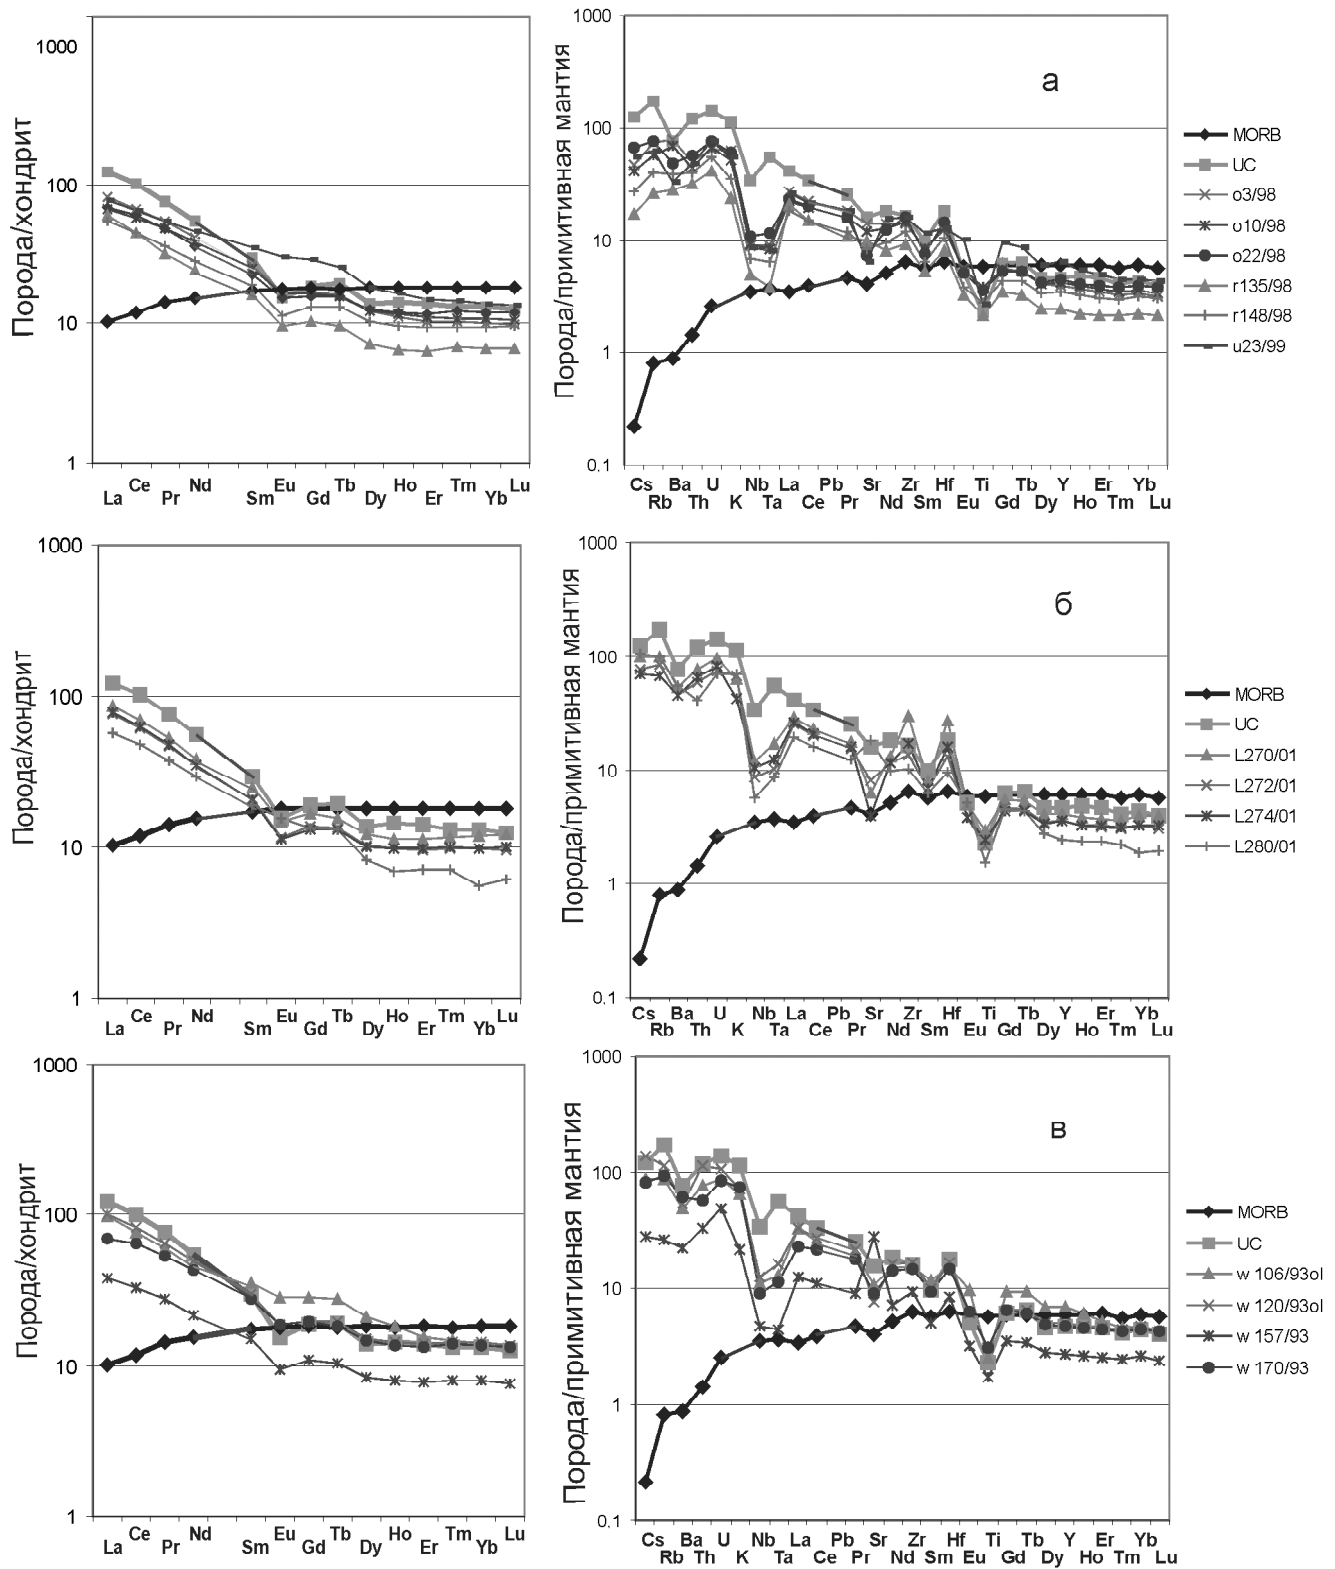 Порода/хондрит
1000
100
10
1
La Ce Pr Nd Sm Eu Gd Tb Dy Ho Er Tm Yb Lu
Порода/примитивная мантия
1000
100
10
1
0.1
Cs Rb Ba Th U K Nb Ta La Ce Pb Pr Sr Nd Zr Sm Hf Eu Ti Gd Tb Dy Y Ho Er Tm Yb Lu
а
MORB
UC
o3/98
o10/98
o22/98
r135/98
r148/98
u23/99
Порода/хондрит
1000
100
10
1
La Ce Pr Nd Sm Eu Gd Tb Dy Ho Er Tm Yb Lu
Порода/примитивная мантия
1000
100
10
1
0.1
Cs Rb Ba Th U K Nb Ta La Ce Pb Pr Sr Nd Zr Sm Hf Eu Ti Gd Tb Dy Y Ho Er Tm Yb Lu
б
MORB
UC
L270/01
L272/01
L274/01
L280/01
Порода/хондрит
1000
100
10
1
La Ce Pr Nd Sm Eu Gd Tb Dy Ho Er Tm Yb Lu
Порода/примитивная мантия
1000
100
10
1
0.1
Cs Rb Ba Th U K Nb Ta La Ce Pb Pr Sr Nd Zr Sm Hf Eu Ti Gd Tb Dy Y Ho Er Tm Yb Lu
в
MORB
UC
w 106/93ol
w 120/93ol
w 157/93
w 170/93